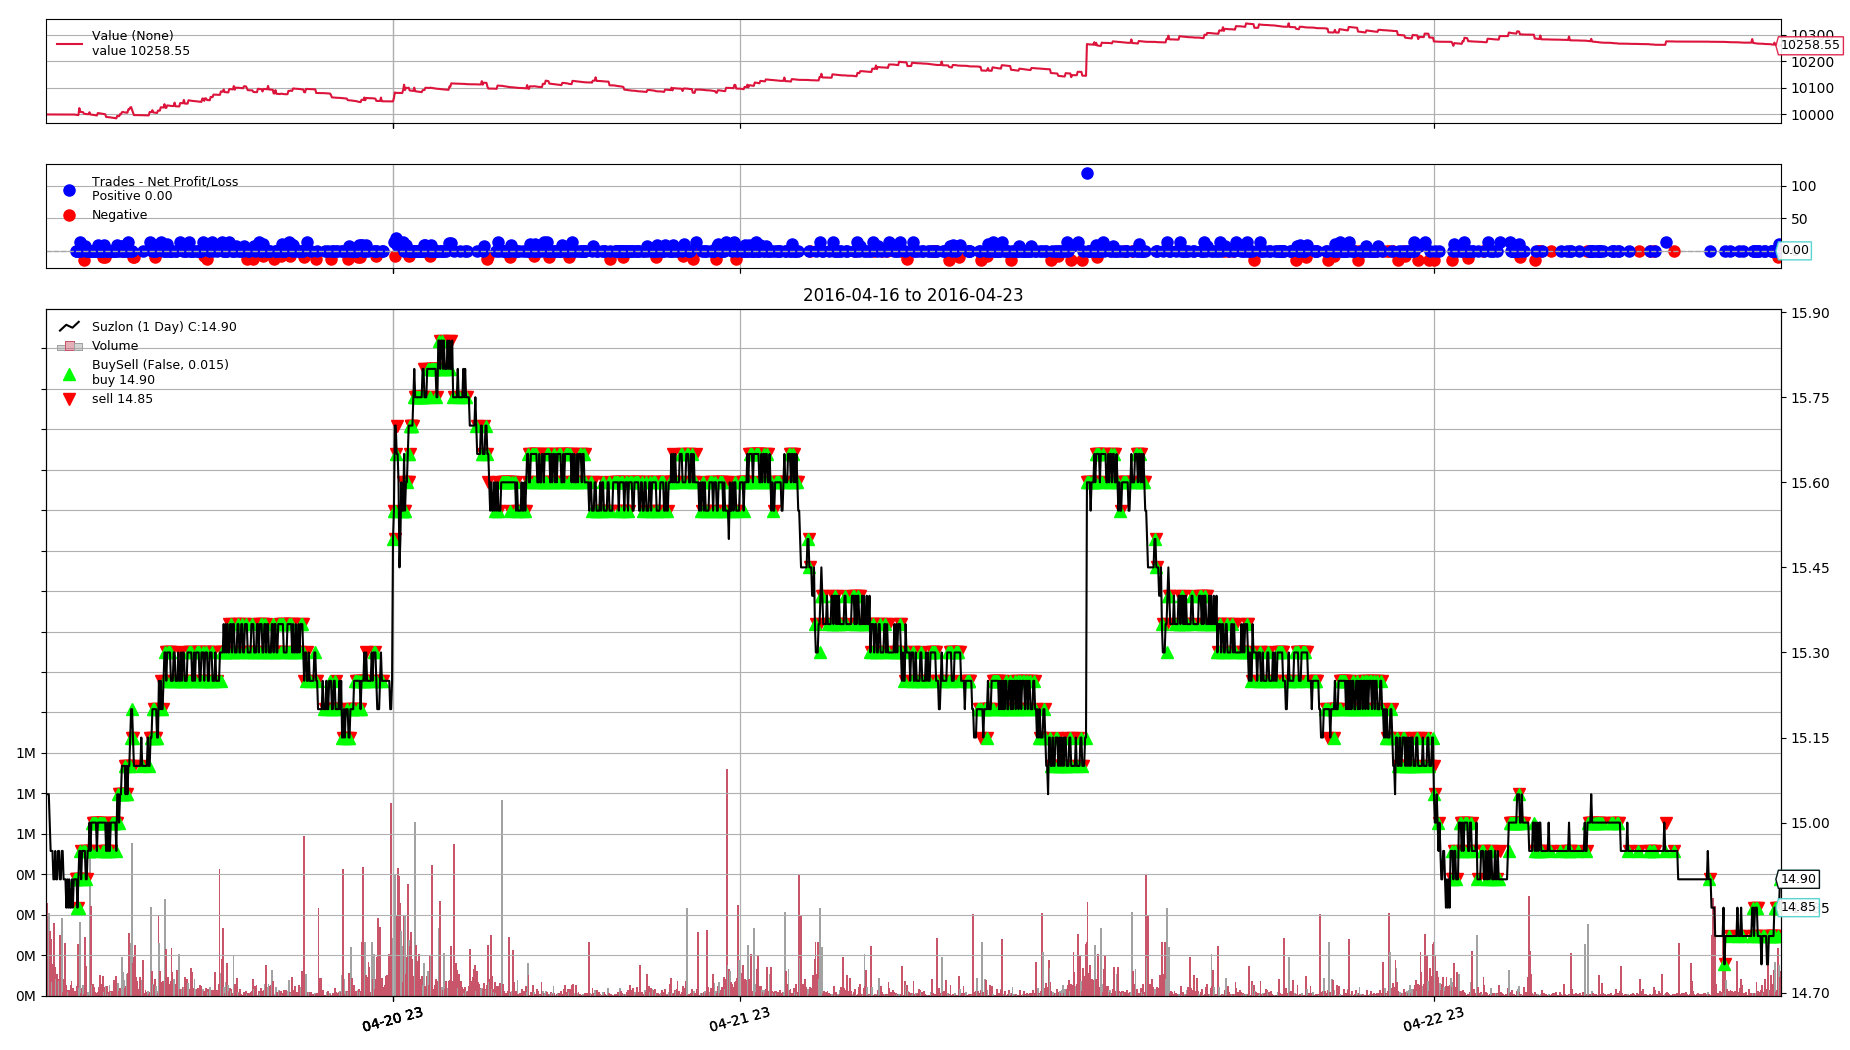 Value (None)
value 10258.55
10300
10258.55
10200
10100
10000
Trades - Net Profit/Loss
Positive 0.00
Negative
100
50
0.00
2016-04-16 to 2016-04-23
Suzlon (1 Day) C:14.90
Volume
BuySell (False, 0.015)
buy 14.90
sell 14.85
15.90
15.75
15.60
15.45
15.30
15.15
15.00
14.90
14.85
5
14.70
1M
1M
1M
0M
0M
0M
0M
04-20 23
04-21 23
04-22 23